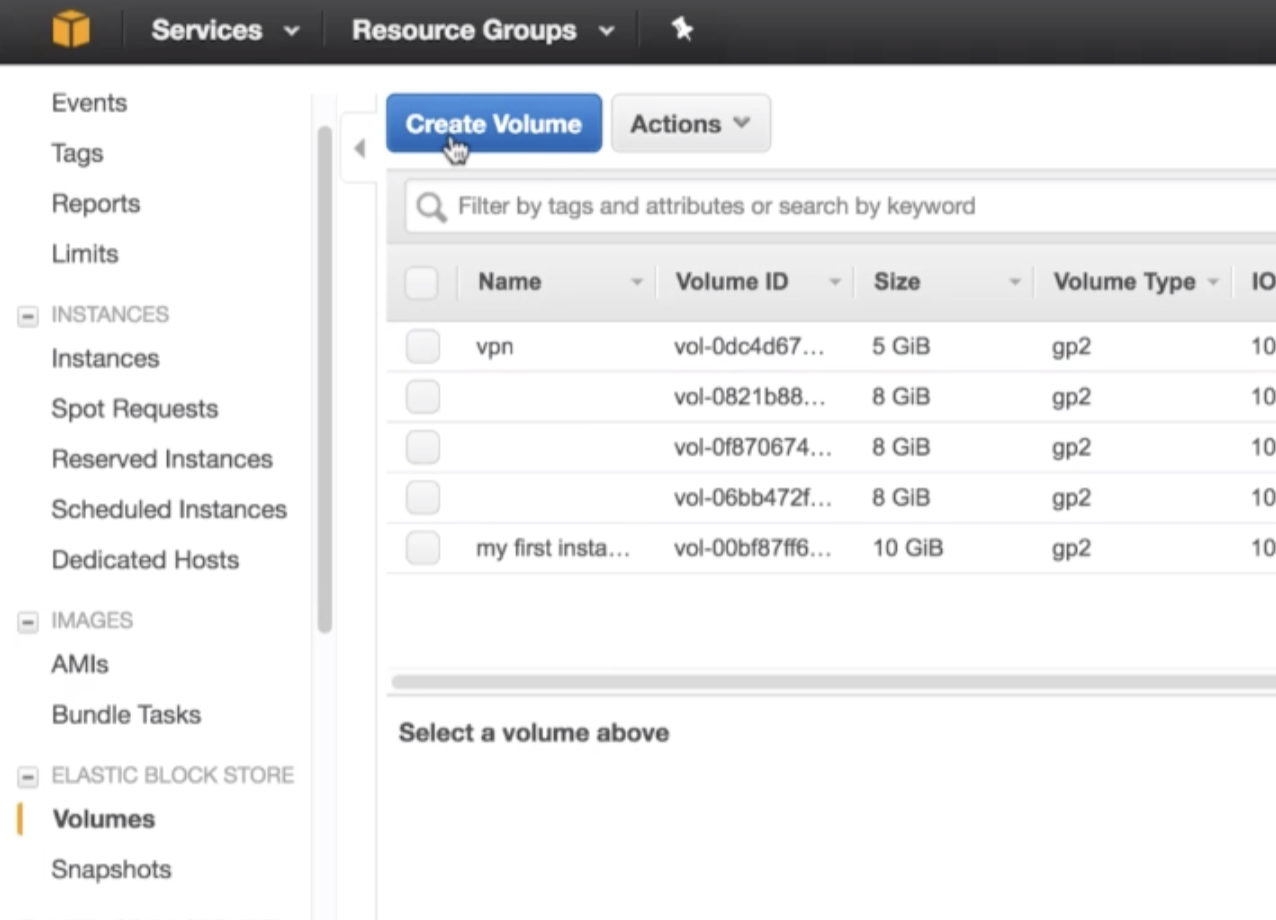 Services Resource Groups
Events
Tags
Reports
Limits
INSTANCES
Instances
Spot Requests
Reserved Instances
Scheduled Instances
Dedicated Hosts
IMAGES
AMIs
Bundle Tasks
ELASTIC BLOCK STORE
Volumes
Snapshots
Create Volume Actions
Filter by tags and attributes or search by keyword
Name Volume ID Size Volume Type IO
vpn vol-0dc4d67... 5 GiB gp2 10
vol-0821b88... 8 GiB gp2 10
vol-0f870674... 8 GiB gp2 10
vol-06bb472f... 8 GiB gp2 10
my first insta... vol-00bf87ff6... 10 GiB gp2 10
Select a volume above